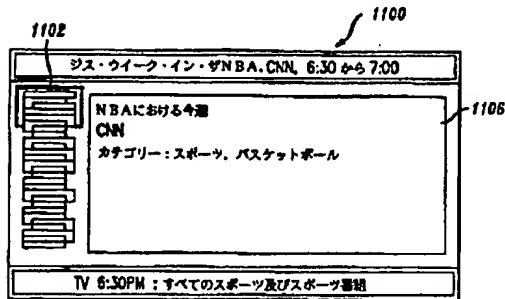 1100
1102
ジス・ウイーク・イン・ザNBA.CNN, 6:30 から 7:00
NBAにおける今週
CNN
カテゴリー：スポーツ, バスケットボール
1106
TV 6:30PM ; すべてのスポーツ及びスポーツ番組